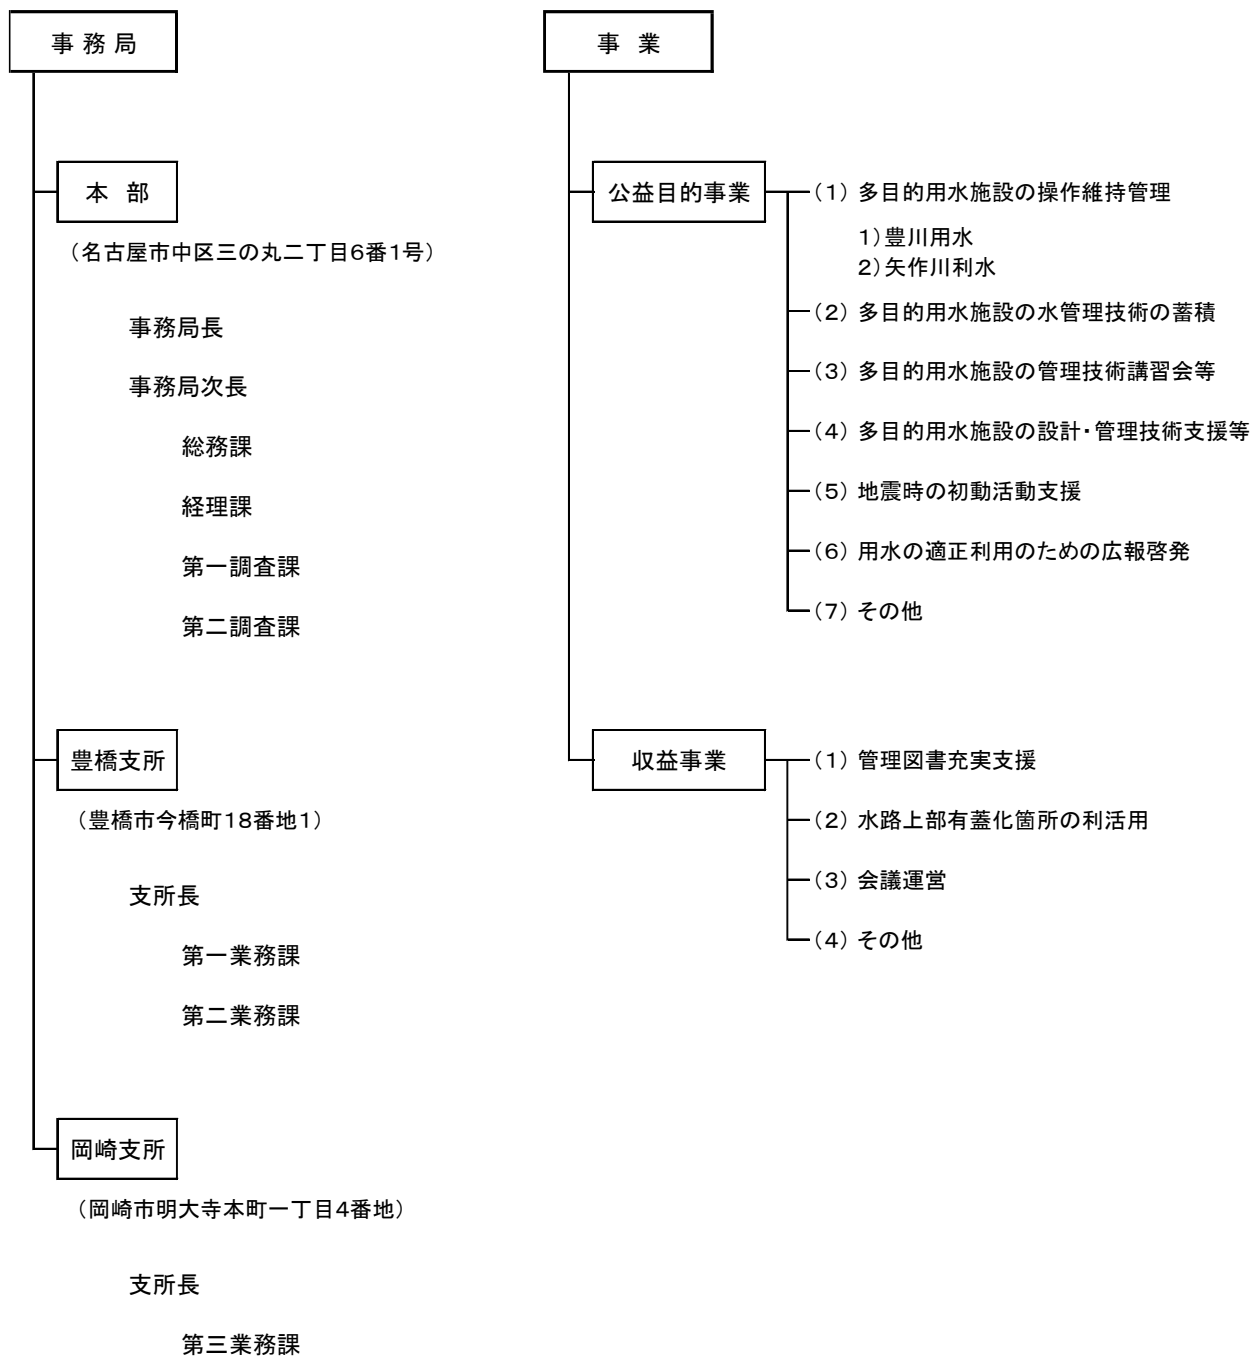 事務局
本部
（名古屋市中区三の丸二丁目6番1号）
事務局長
事務局次長
総務課
経理課
第一調査課
第二調査課
豊橋支所
（豊橋市今橋町18番地1）
支所長
第一業務課
第二業務課
岡崎支所
（岡崎市明大寺本町一丁目4番地）
支所長
第三業務課
事業
公益目的事業
（1） 多目的用水施設の操作維持管理
1）豊川用水
2）矢作川利水
（2） 多目的用水施設の水管理技術の蓄積
（3） 多目的用水施設の管理技術講習会等
（4） 多目的用水施設の設計・管理技術支援等
（5） 地震時の初動活動支援
（6） 用水の適正利用のための広報啓発
（7） その他
収益事業
（1） 管理図書充実支援
（2） 水路上部有蓋化箇所の利活用
（3） 会議運営
（4） その他